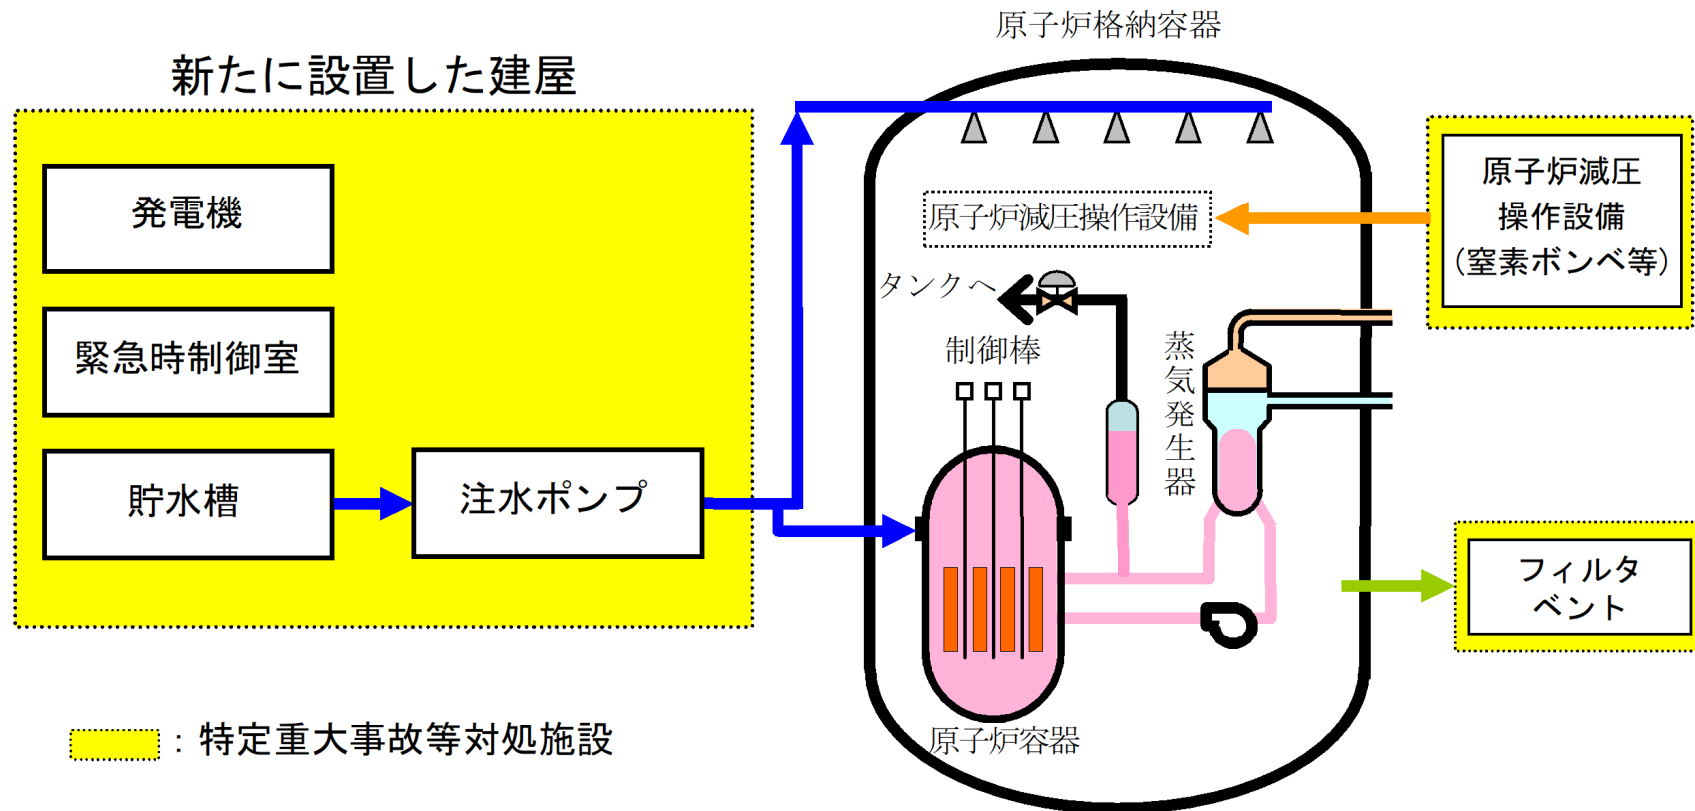 原子炉格納容器
新たに設置した建屋
発電機
緊急時制御室
貯水槽
注水ポンプ
原子炉減圧操作設備
タンクへ
制御棒
蒸気発生器
原子炉容器
原子炉減圧
操作設備
(窒素ボンベ等)
フィルタ
ベント
：特定重大事故等対処施設